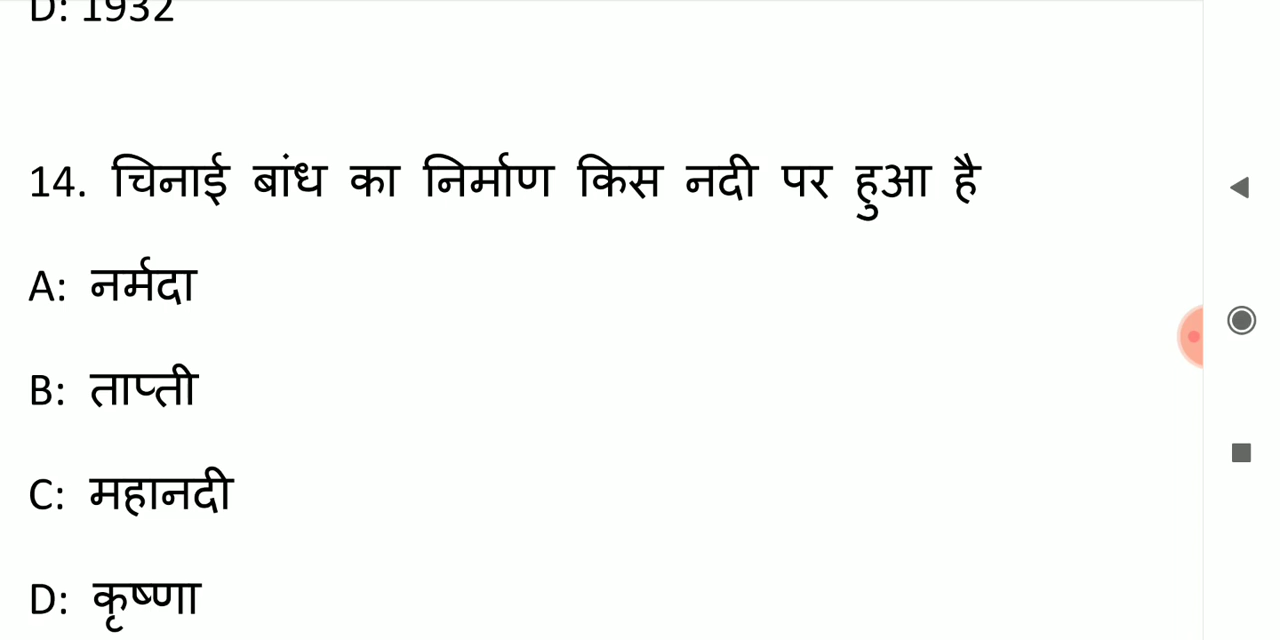 D: 1932
14. चिनाई बांध का निर्माण किस नदी पर हुआ है
A: नर्मदा
B: ताप्ती
C: महानदी
D: कृष्णा